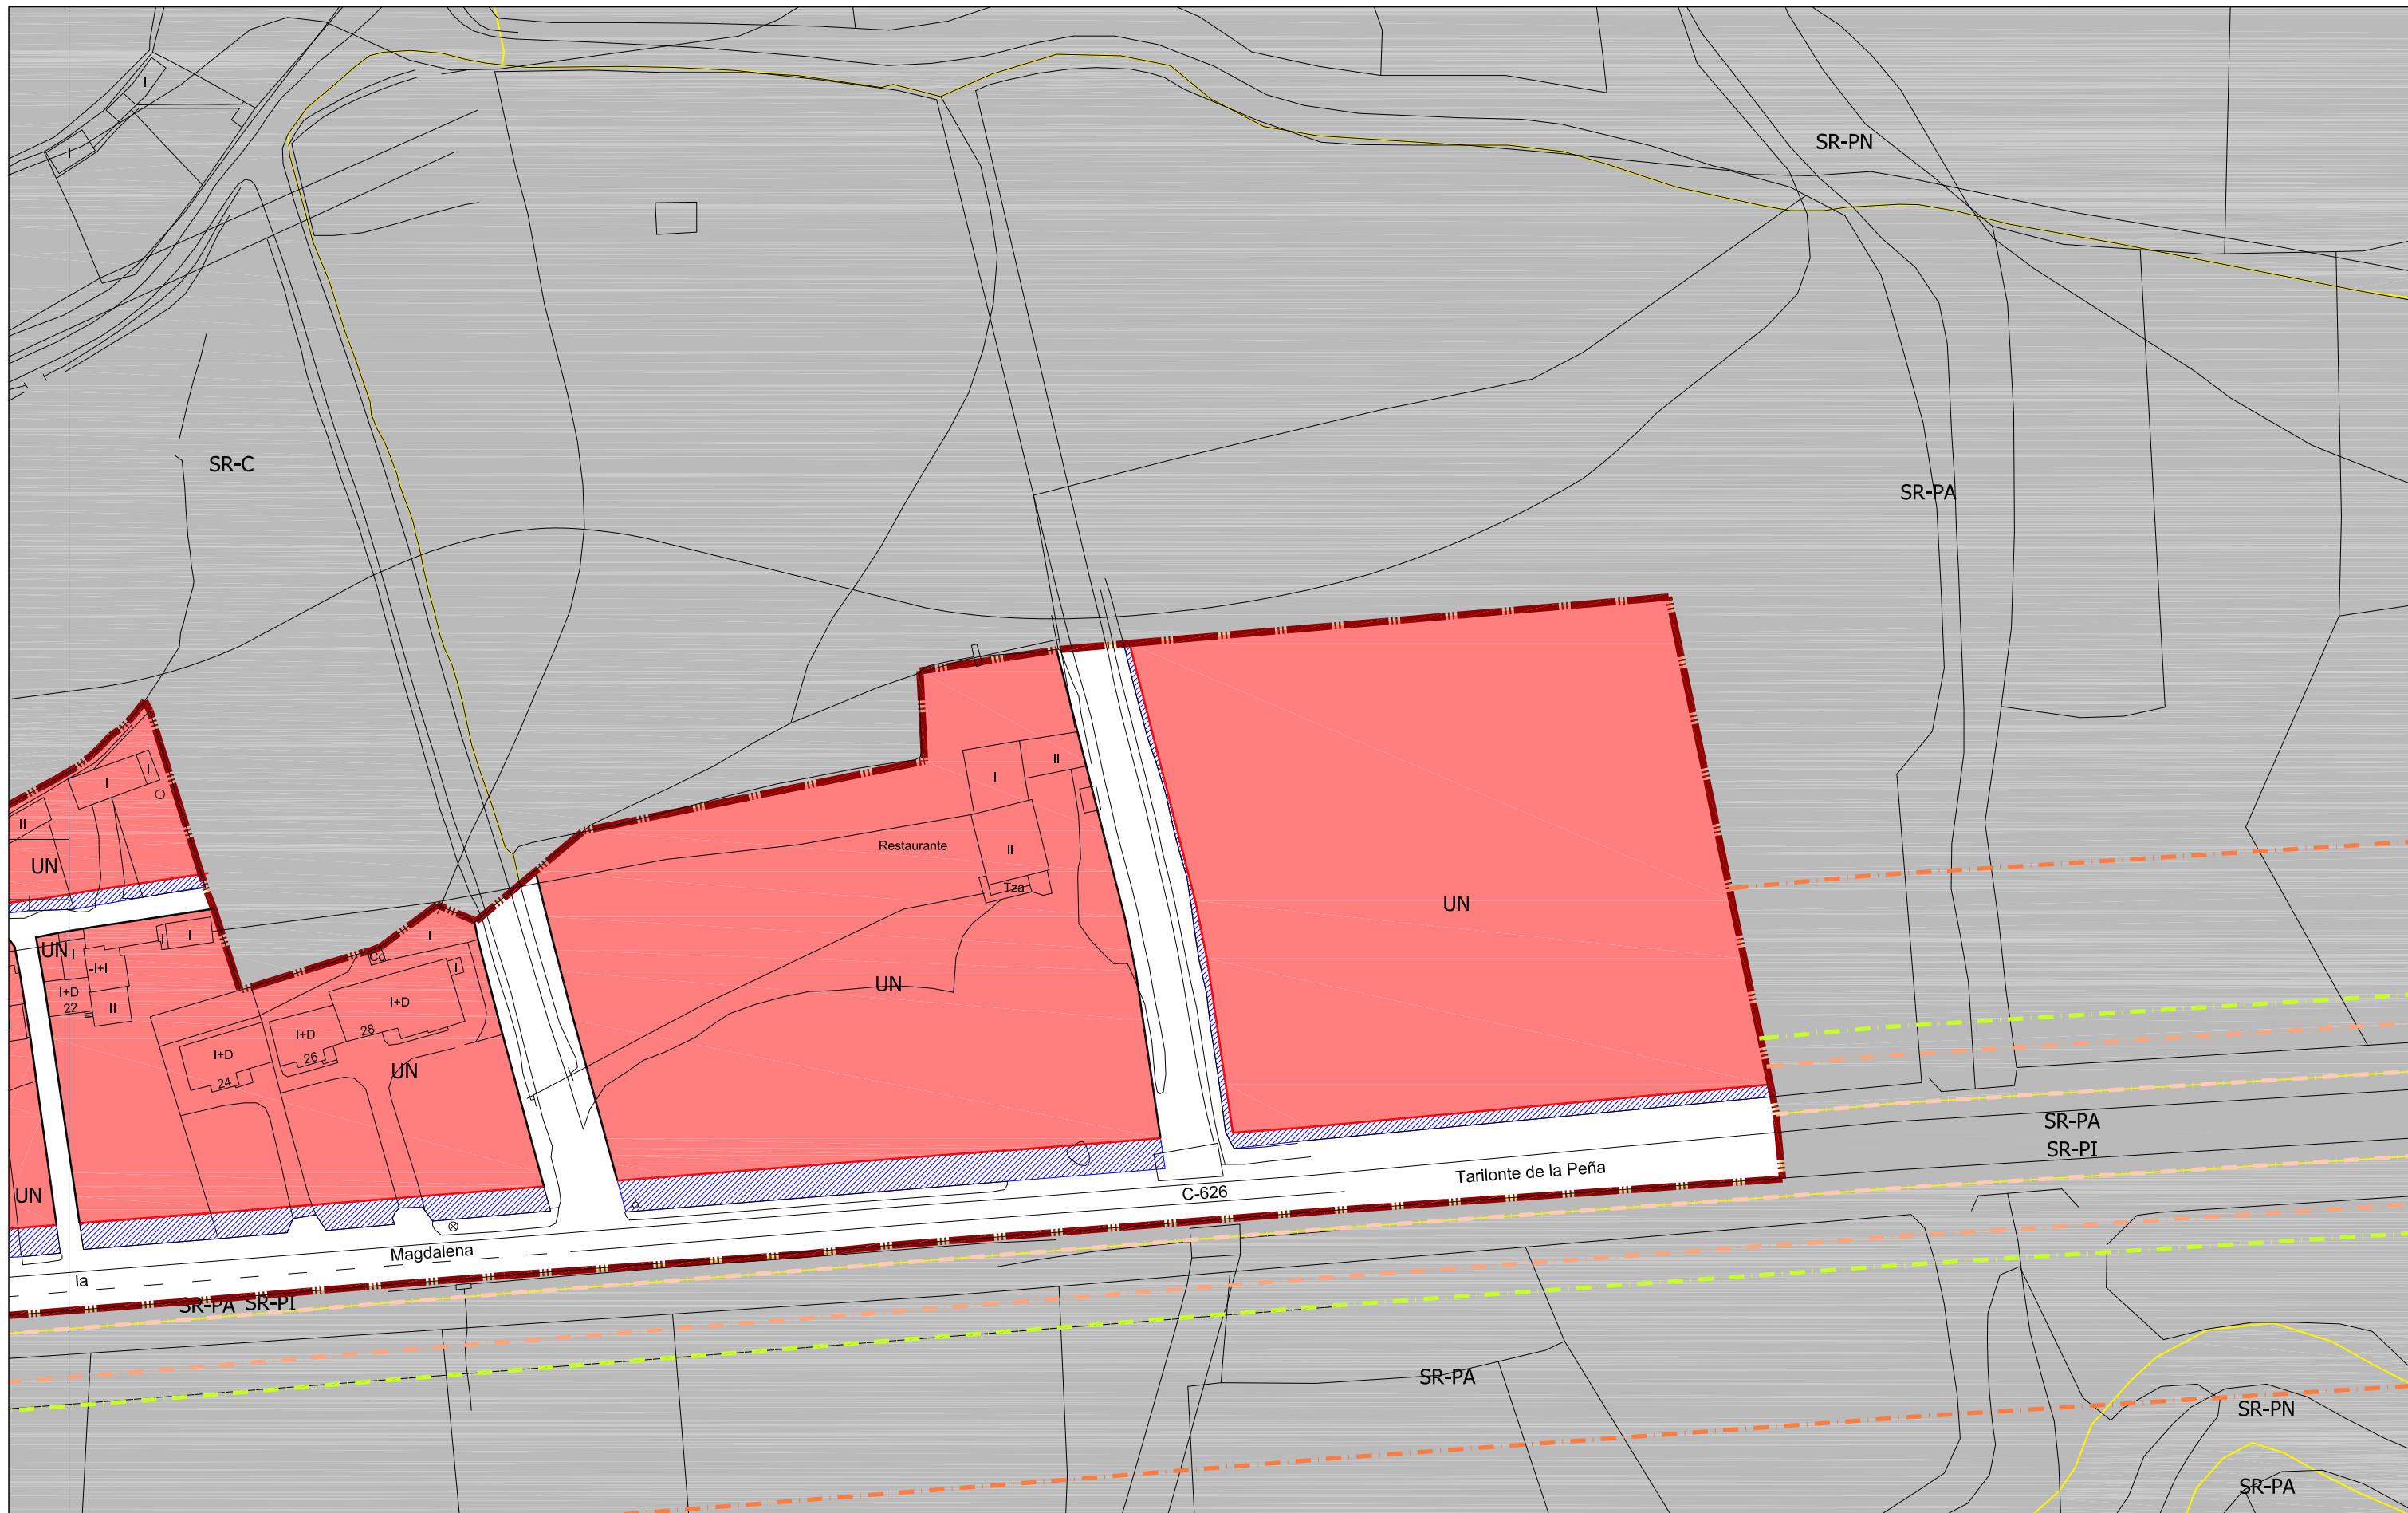 I
I
SR-PN
SR-C
SR-PA
I
I
II
UN
II
I
II
Restaurante
Tza
UN
I
I
I
I
UN
I
-I+I
I+D
22
II
Cd
I
I+D
28
I+D
26
I+D
24
UN
UN
UN
SR-PA
SR-PI
Tarilonte de la Peña
C-626
Magdalena
la
SR-PA SR-PI
SR-PA
SR-PN
SR-PA